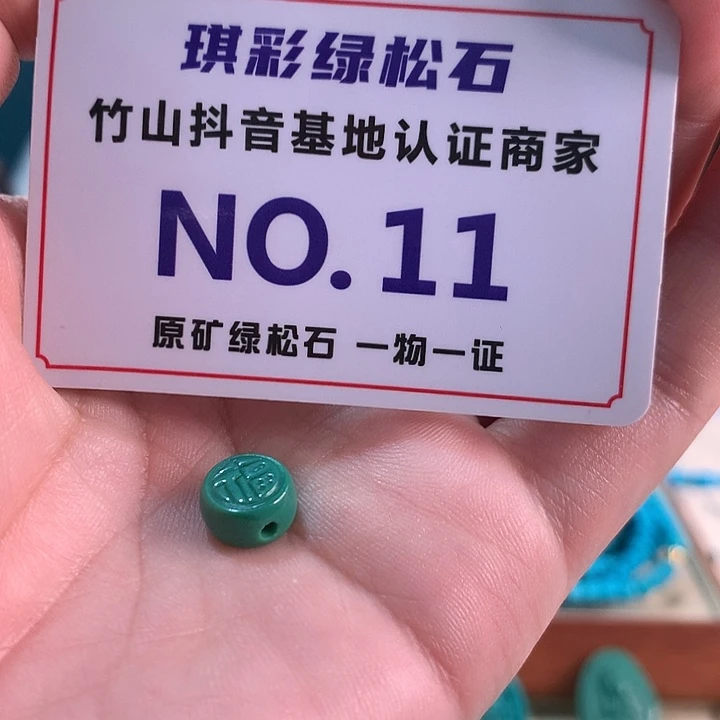 琪彩绿松石
竹山抖音基地认证商家
NO.11
原矿绿松石 一物一证
福